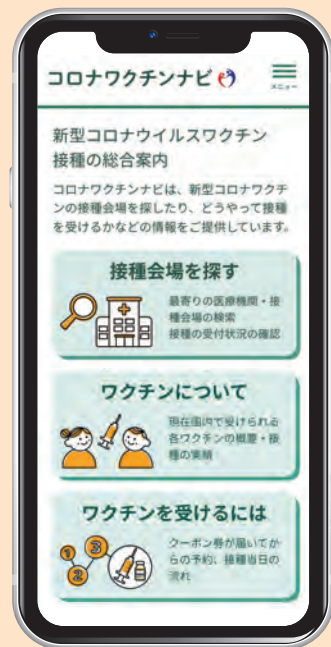 コロナワクチンナビ
メニュー
新型コロナウイルスワクチン
接種の総合案内
コロナワクチンナビは、新型コロナワクチ
ンの接種会場を探したり、どうやって接種
を受けるかなどの情報をご提供しています。
接種会場を探す
最寄りの医療機関・接
種会場の検索
接種の受付状況の確認
ワクチンについて
現在国内で受けられる
各ワクチンの概要・接
種の実績
ワクチンを受けるには
クーポン券が届いてか
らの予約、接種当日の
流れ
1
2
3